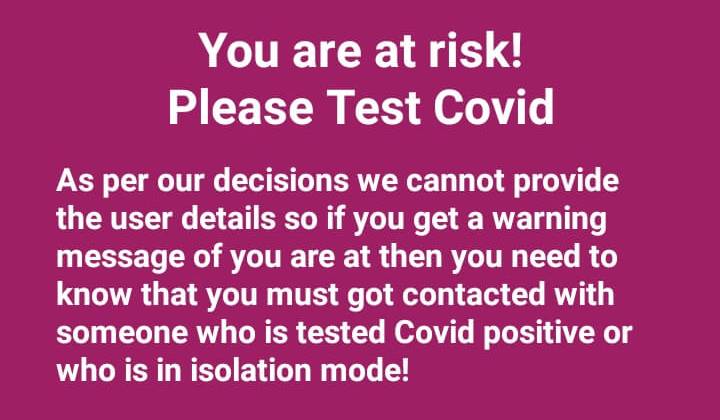 You are at risk!
Please Test Covid
As per our decisions we cannot provide
the user details so if you get a warning
message of you are at then you need to
know that you must got contacted with
someone who is tested Covid positive or
who is in isolation mode!